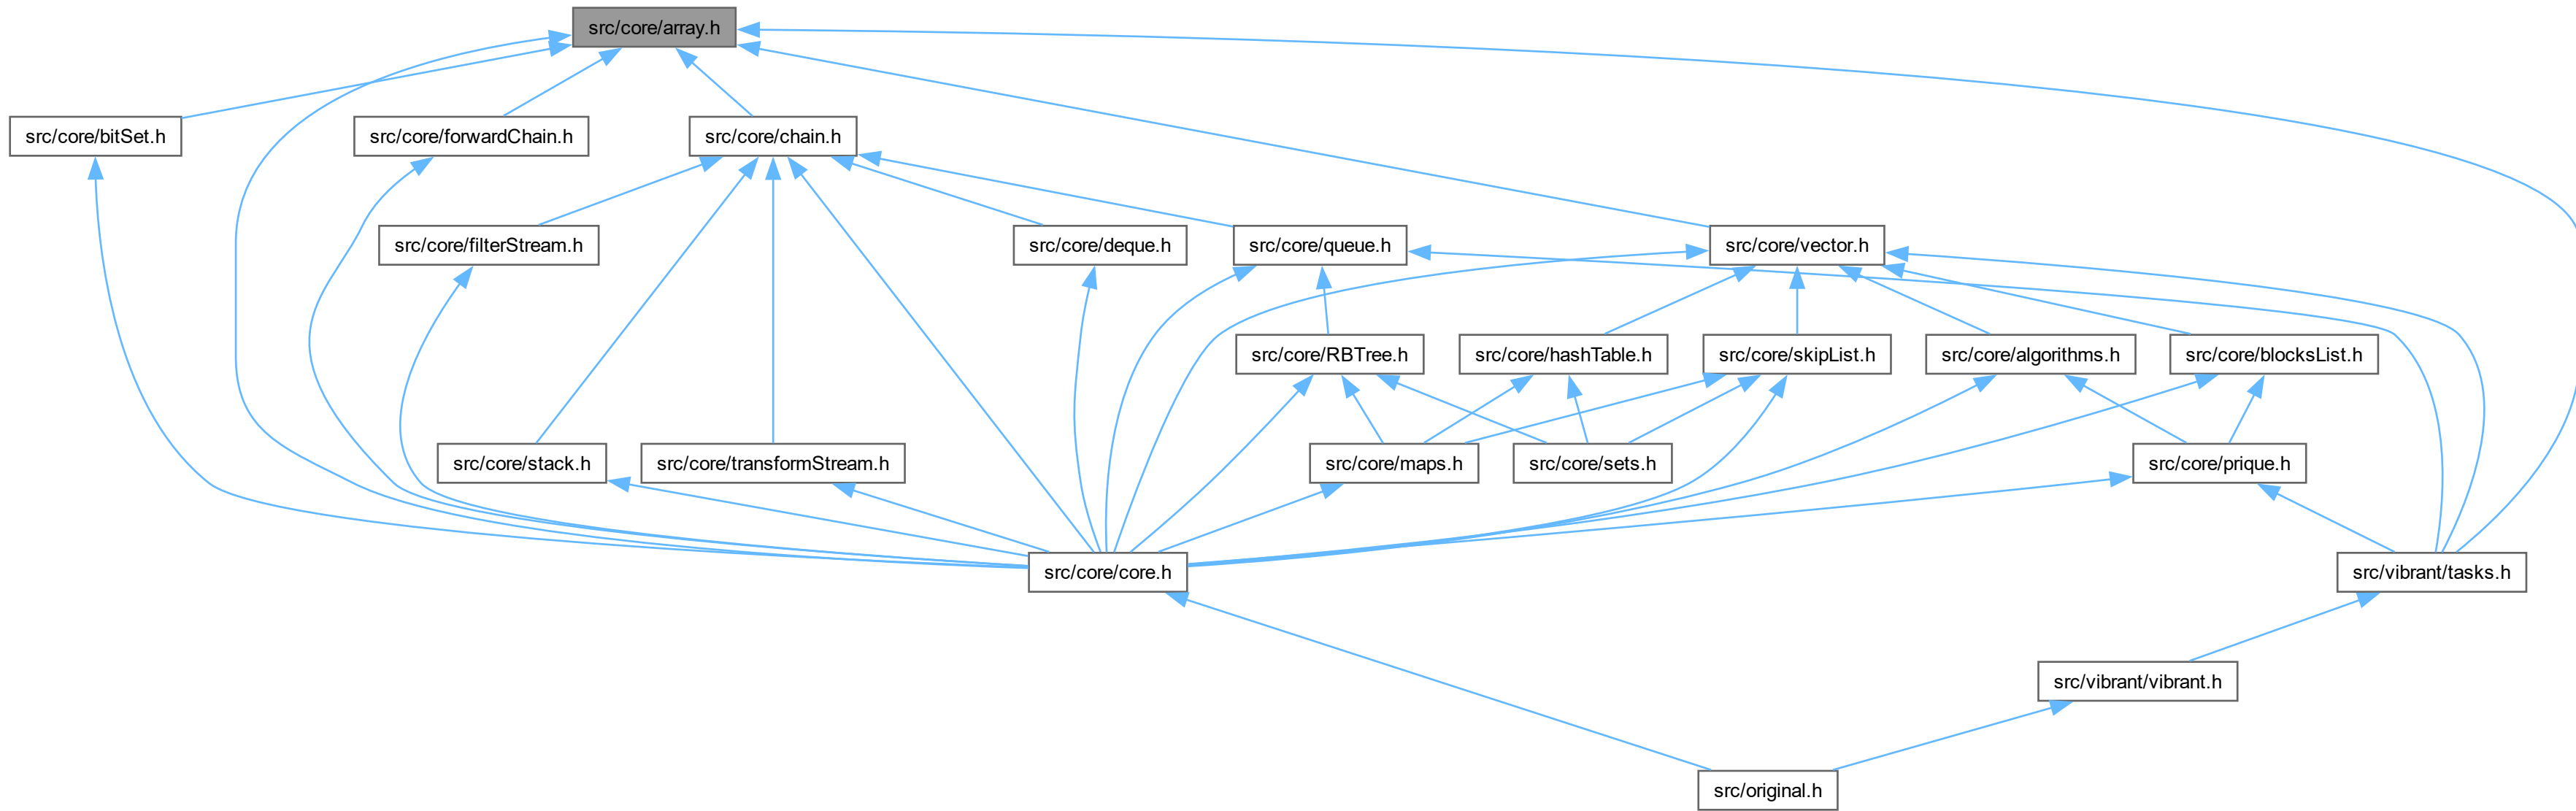 src/core/array.h
src/core/bitSet.h
src/core/forwardChain.h
src/core/chain.h
src/core/filterStream.h
src/core/deque.h
src/core/queue.h
src/core/vector.h
src/core/RBTree.h
src/core/hashTable.h
src/core/skipList.h
src/core/algorithms.h
src/core/blocksList.h
src/core/stack.h
src/core/transformStream.h
src/core/maps.h
src/core/sets.h
src/core/prique.h
src/core/core.h
src/vibrant/tasks.h
src/vibrant/vibrant.h
src/original.h